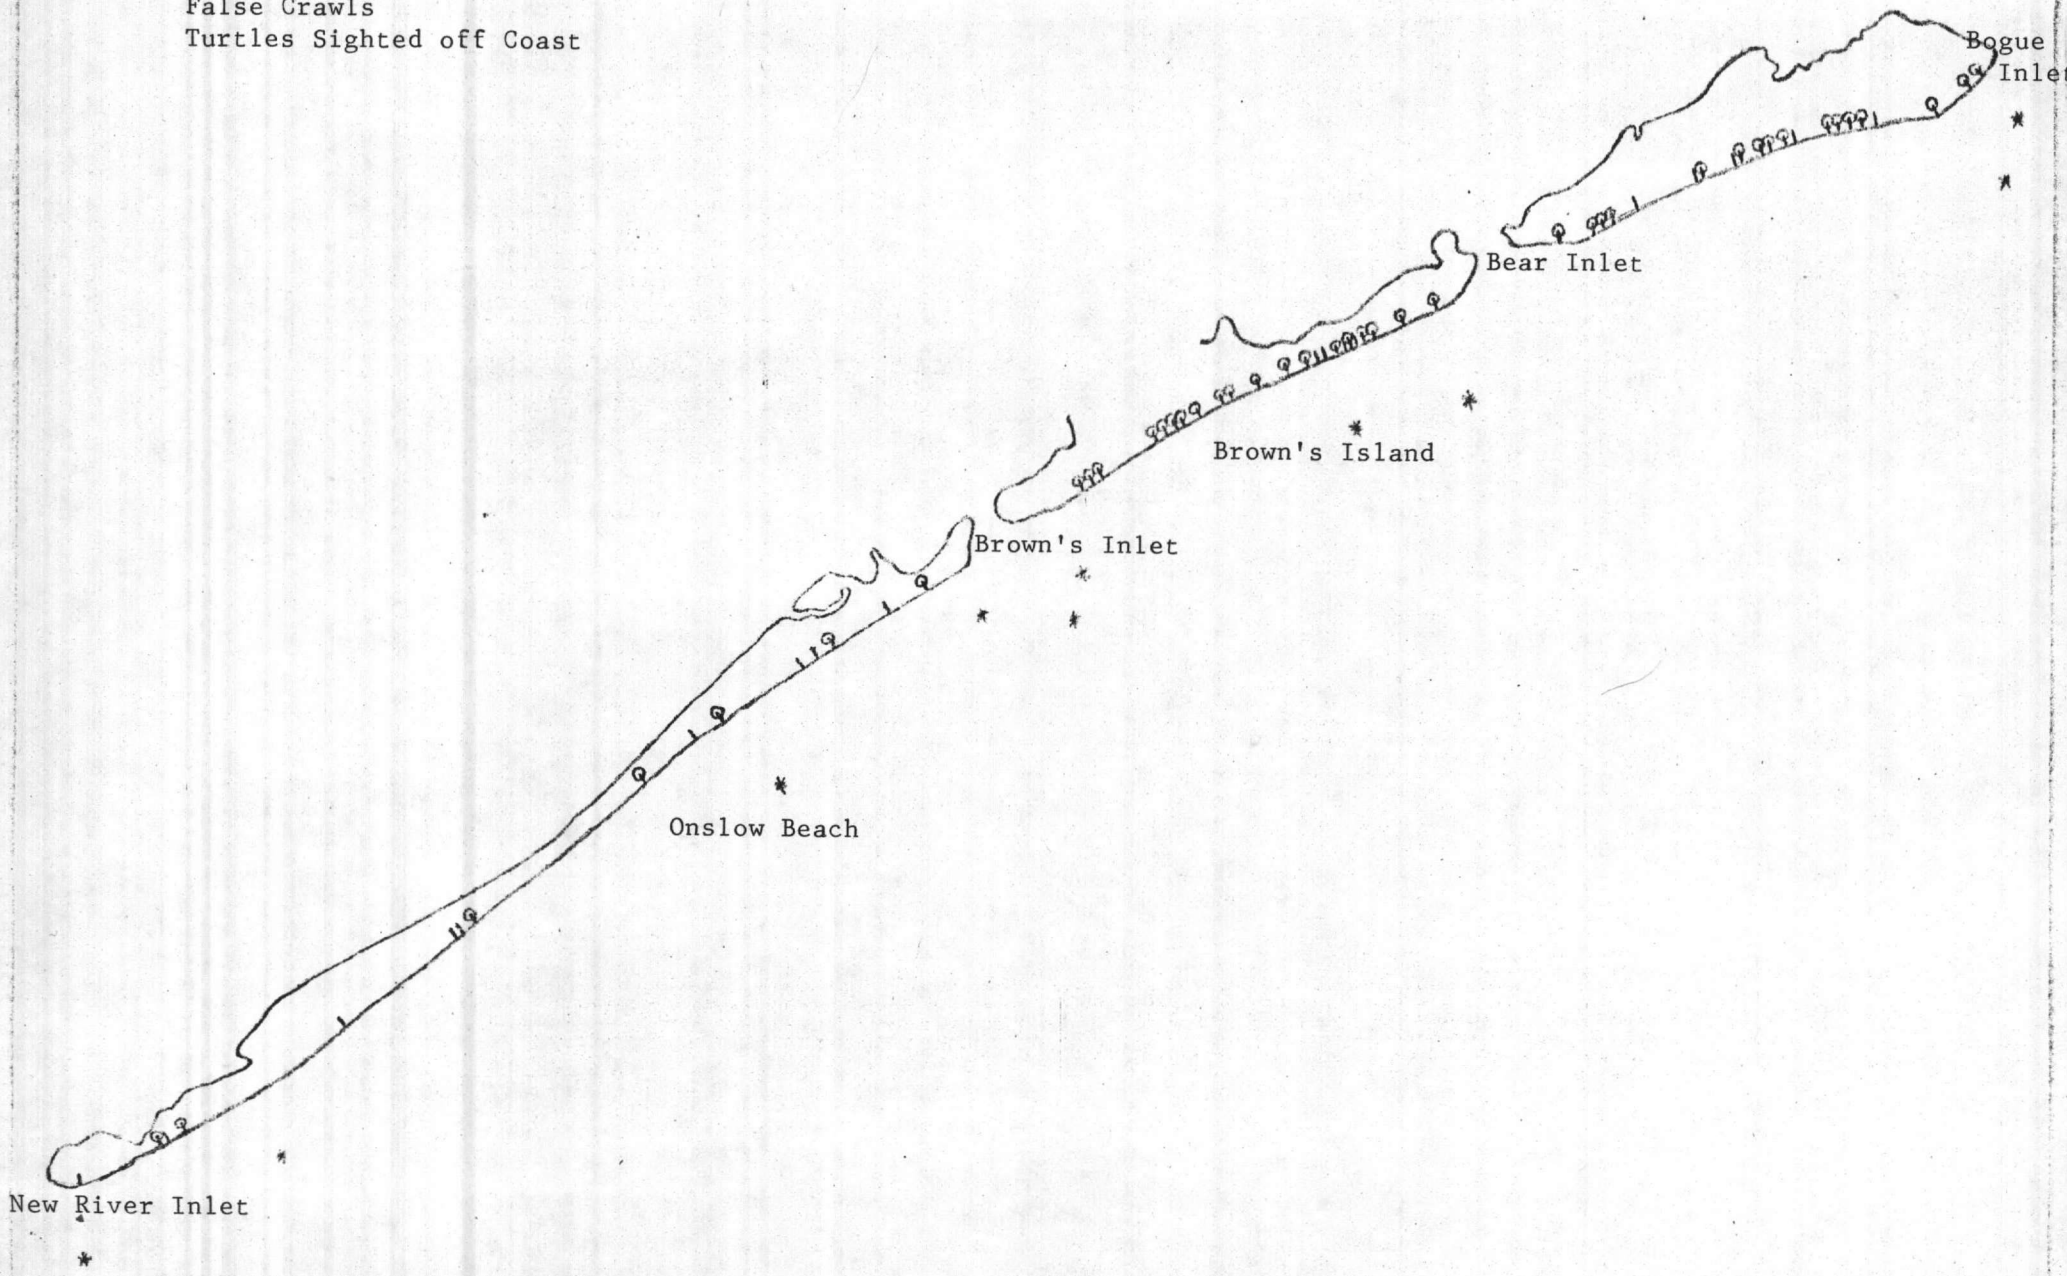 False Crawls
Turtles Sighted off Coast
Bogue
Inlet
Bear Inlet
Brown's Island
Brown's Inlet
Onslow Beach
New River Inlet